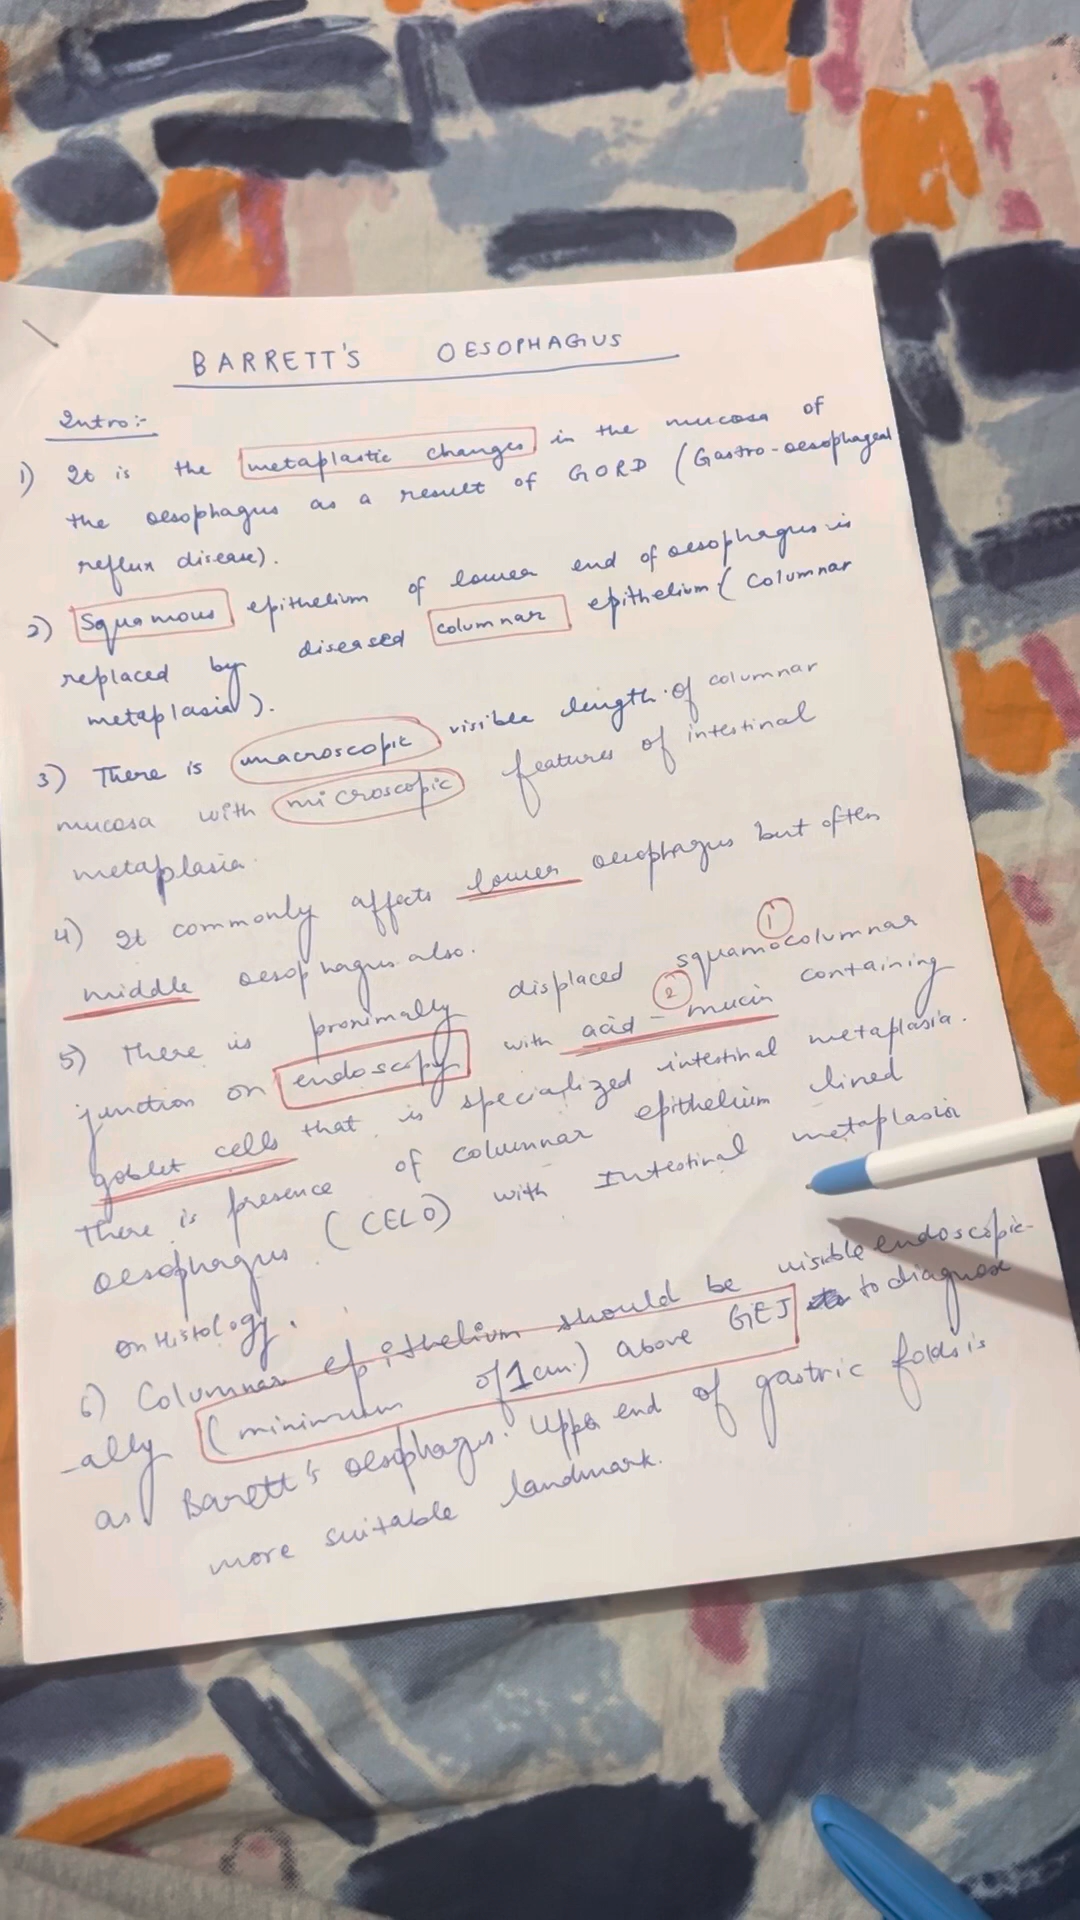 BARRETT'S OESOPHAGUS
Intro:-
1) It is the metaplastic changes in the mucosa of
the oesophagus as a result of GORD (Gastro-oesophageal
reflux disease).
2) Squamous epithelium of lower end of oesophagus is
replaced by diseased columnar epithelium (Columnar
metaplasia).
3) There is macroscopic visible length of columnar
mucosa with microscopic features of intestinal
metaplasia.
4) It commonly affects lower oesophagus but often
middle oesophagus also.
5) There is proximally displaced squamocolumnar ①
junction on endoscopy with ② acid - mucin containing
goblet cells that is specialized intestinal metaplasia.
There is presence of columnar epithelium lined
oesophagus (CELO) with Intestinal metaplasia
on Histology.
6) Columnar epithelium should be visible endoscopic-
-ally (minimum of 1cm.) above GEJ to diagnose
as Barett's oesophagus. Upper end of gastric folds is
more suitable landmark.